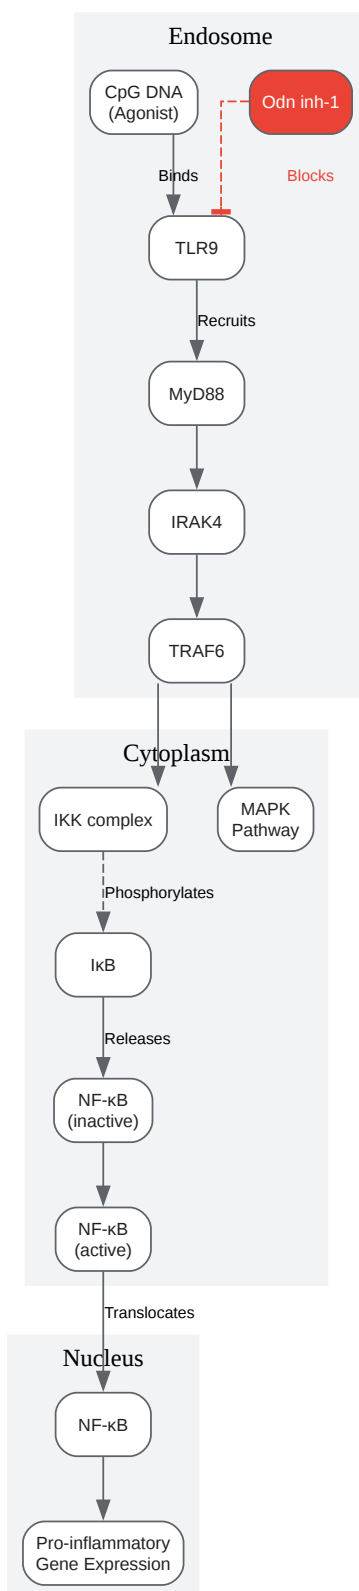 Endosome
CpG DNA
(Agonist)
Odn inh-1
Binds
Blocks
TLR9
Recruits
MyD88
IRAK4
TRAF6
Cytoplasm
IKK complex
MAPK
Pathway
Phosphorylates
IκB
Releases
NF-κB
(inactive)
NF-κB
(active)
Translocates
Nucleus
NF-κB
Pro-inflammatory
Gene Expression